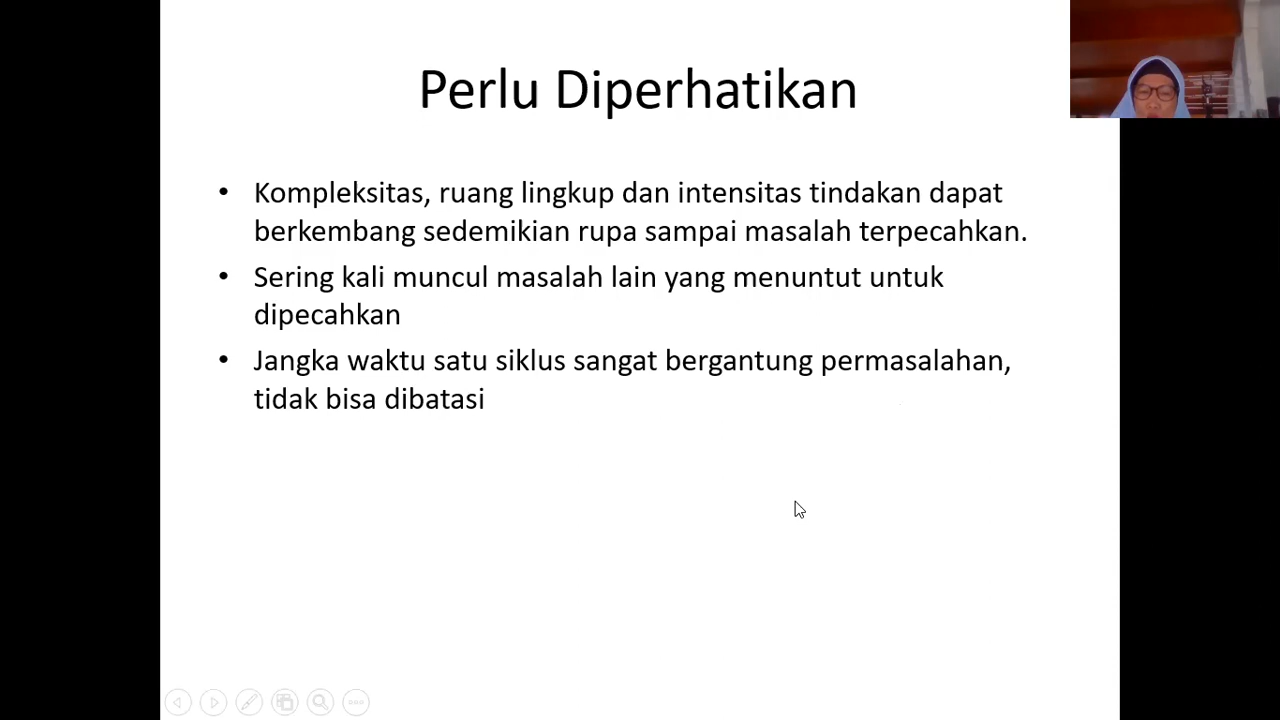 Perlu Diperhatikan
• Kompleksitas, ruang lingkup dan intensitas tindakan dapat
berkembang sedemikian rupa sampai masalah terpecahkan.
• Sering kali muncul masalah lain yang menuntut untuk
dipecahkan
• Jangka waktu satu siklus sangat bergantung permasalahan,
tidak bisa dibatasi